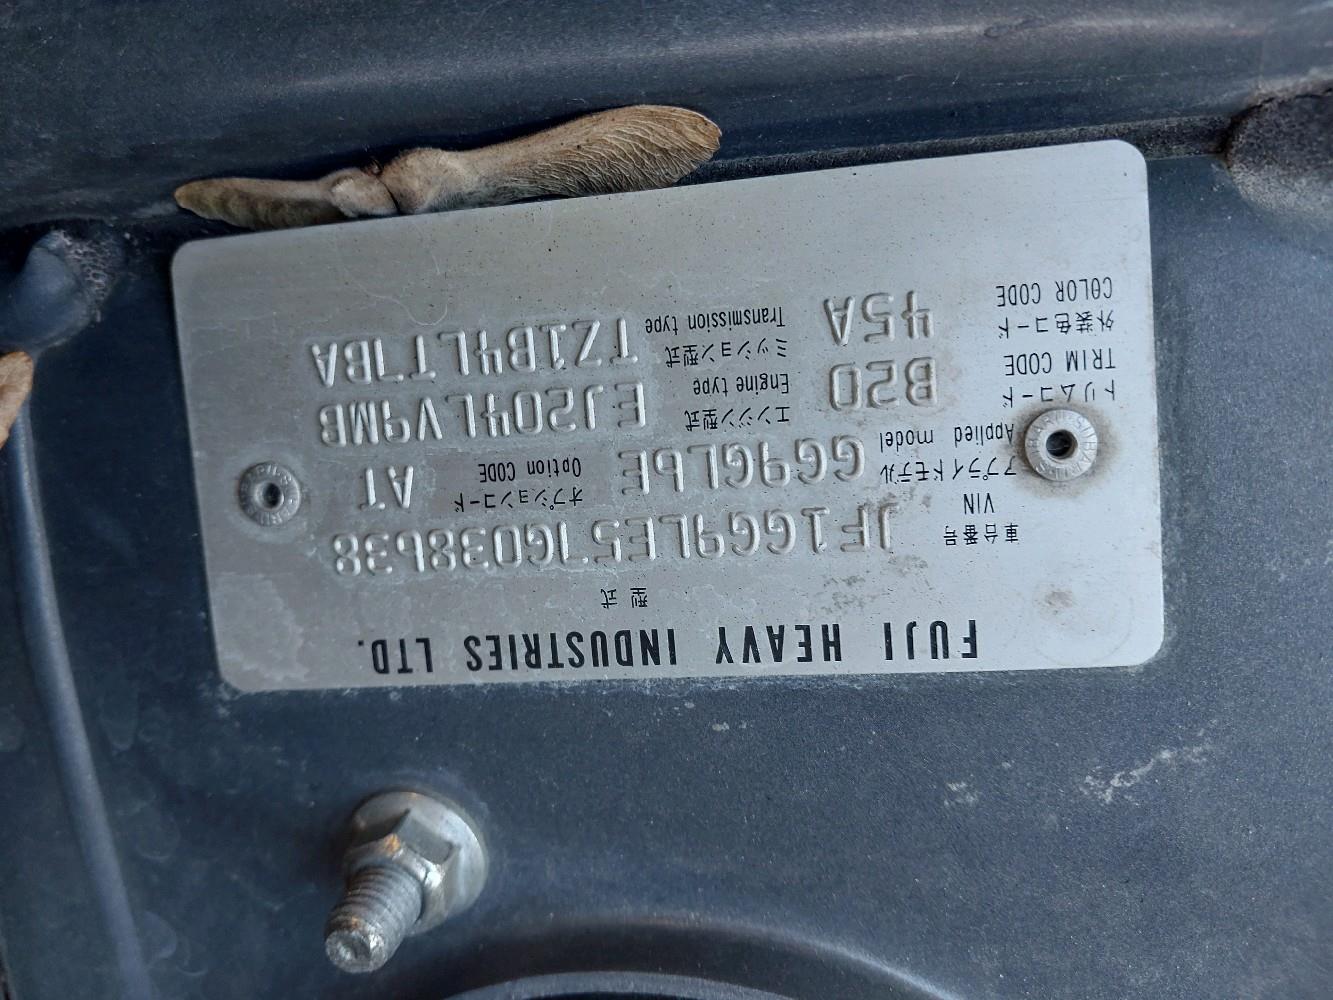 FUJI HEAVY INDUSTRIES LTD.
型式
車台番号
VIN JF1GG9LE57G038638
アプライドモデル オプションコード
Applied model GG9GL6E Option CODE AT
トリムコード エンジン型式
TRIM CODE B20 Engine type EJ204LV9MB
外装色コード ミッション型式
COLOR CODE 45A Transmission type TZ1B4LT7BA